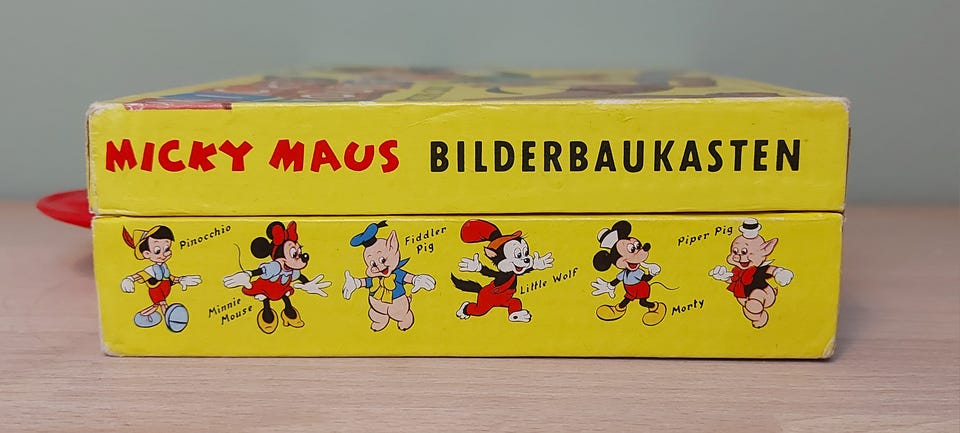 MICKY MAUS BILDERBAUKASTEN
Pinocchio
Minnie
Mouse
Fiddler
Pig
Little Wolf
Morty
Piper Pig